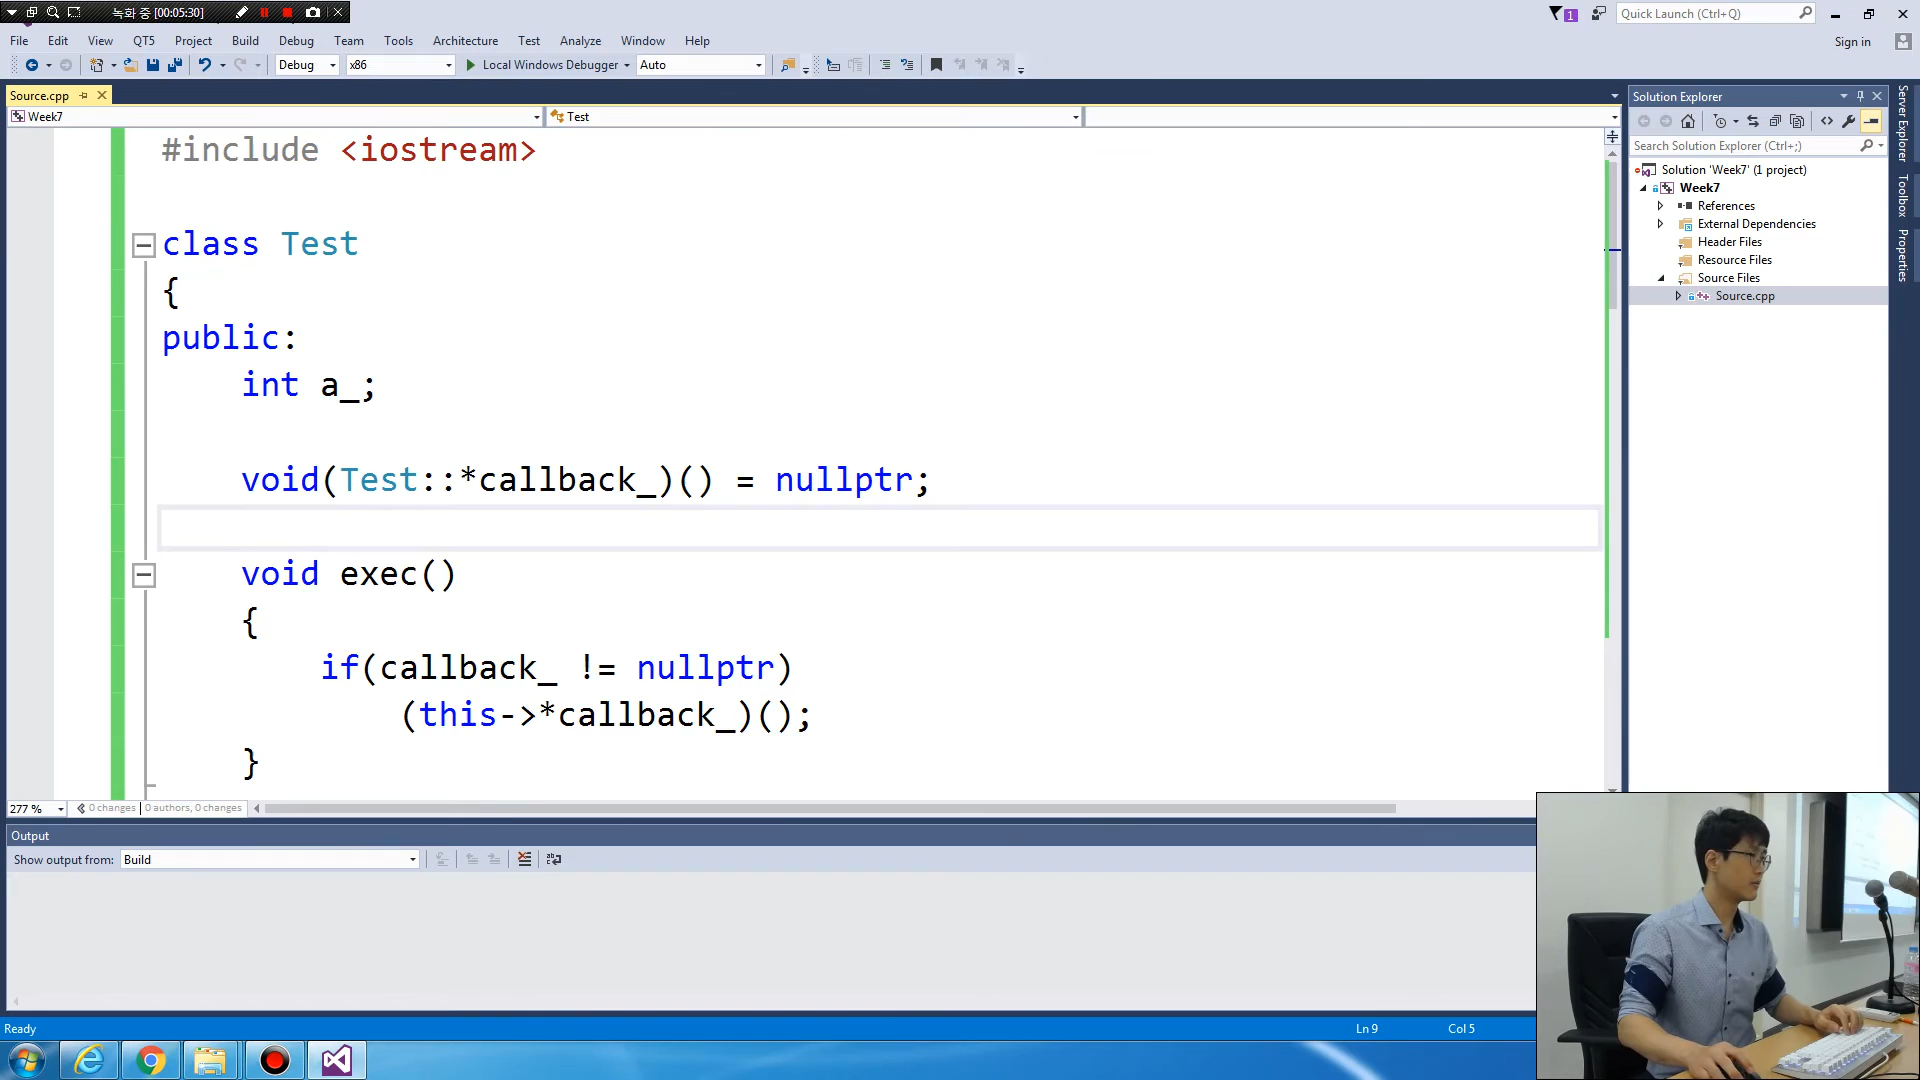 녹화 중 [00:05:30]
1
Quick Launch (Ctrl+Q)
File Edit View QT5 Project Build Debug Team Tools Architecture Test Analyze Window Help
Sign in
Debug x86 Local Windows Debugger Auto
Source.cpp
Week7 Test
#include <iostream>
class Test
{
public:
int a_;
void(Test::*callback_)() = nullptr;
void exec()
{
if(callback_ != nullptr)
(this->*callback_)();
}
277 % 0 changes 0 authors, 0 changes
Output
Show output from: Build
Ready Ln 9 Col 5
Solution Explorer
Search Solution Explorer (Ctrl+;)
Solution 'Week7' (1 project)
Week7
References
External Dependencies
Header Files
Resource Files
Source Files
Source.cpp
Server Explorer
Toolbox
Properties